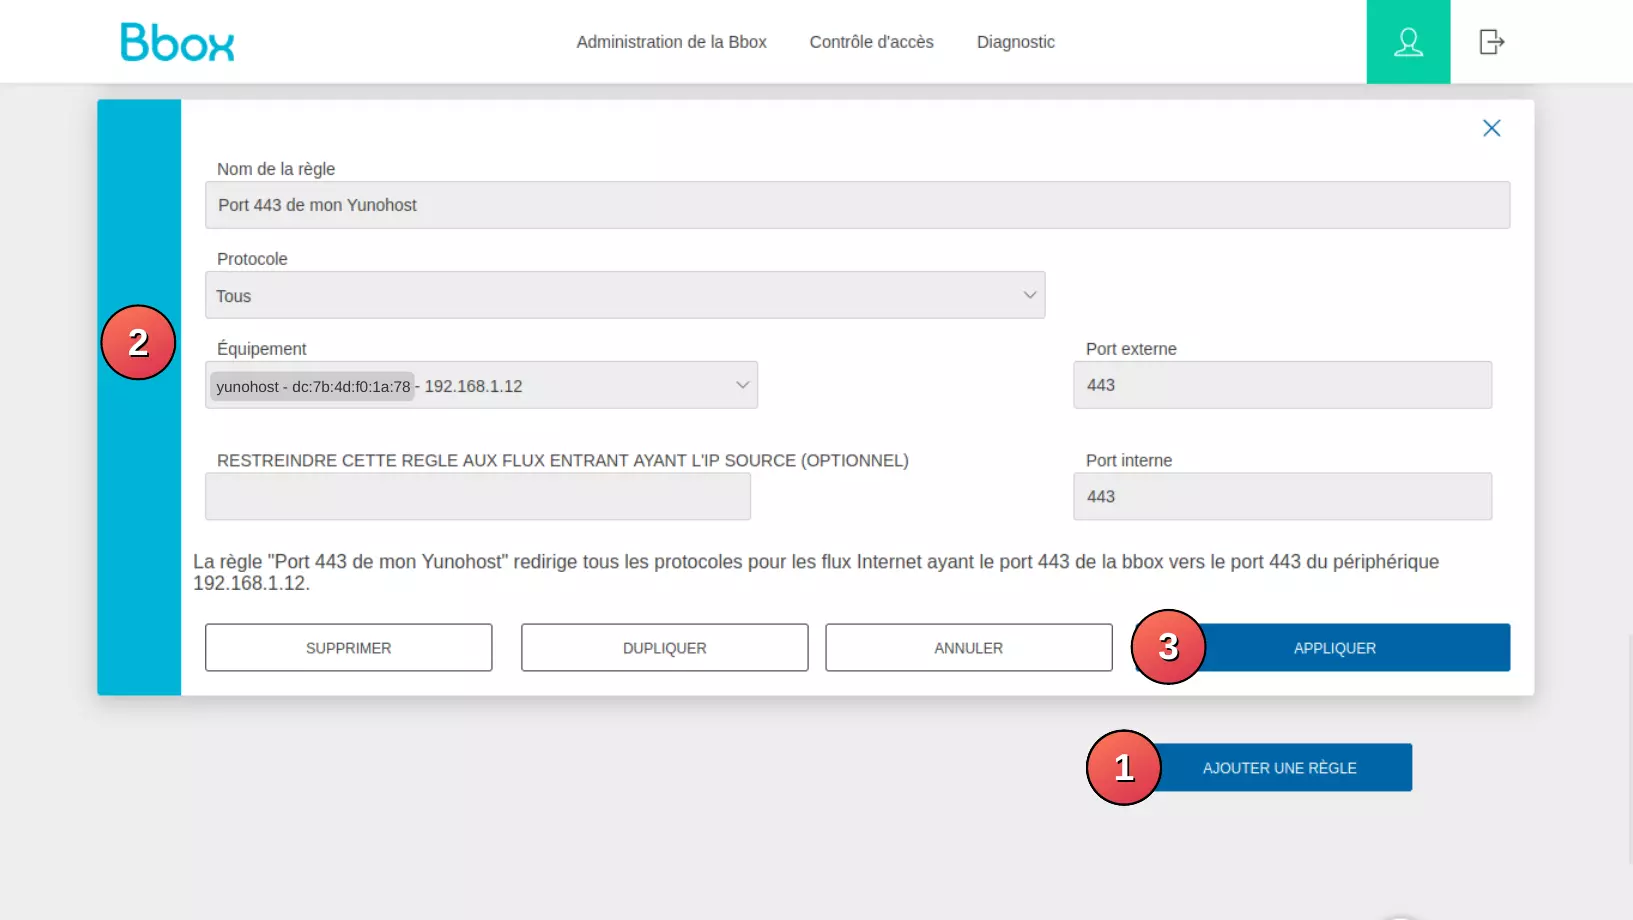 Bbox
Administration de la Bbox
Contrôle d'accès
Diagnostic
Nom de la règle
Port 443 de mon Yunohost
Protocole
Tous
Équipement
Port externe
yunohost - dc:7b:4d:f0:1a:78 - 192.168.1.12
443
2
RESTREINDRE CETTE REGLE AUX FLUX ENTRANT AYANT L'IP SOURCE (OPTIONNEL)
Port interne
443
La règle "Port 443 de mon Yunohost" redirige tous les protocoles pour les flux Internet ayant le port 443 de la bbox vers le port 443 du périphérique
192.168.1.12.
SUPPRIMER
DUPLIQUER
ANNULER
3
APPLIQUER
1
AJOUTER UNE RÈGLE